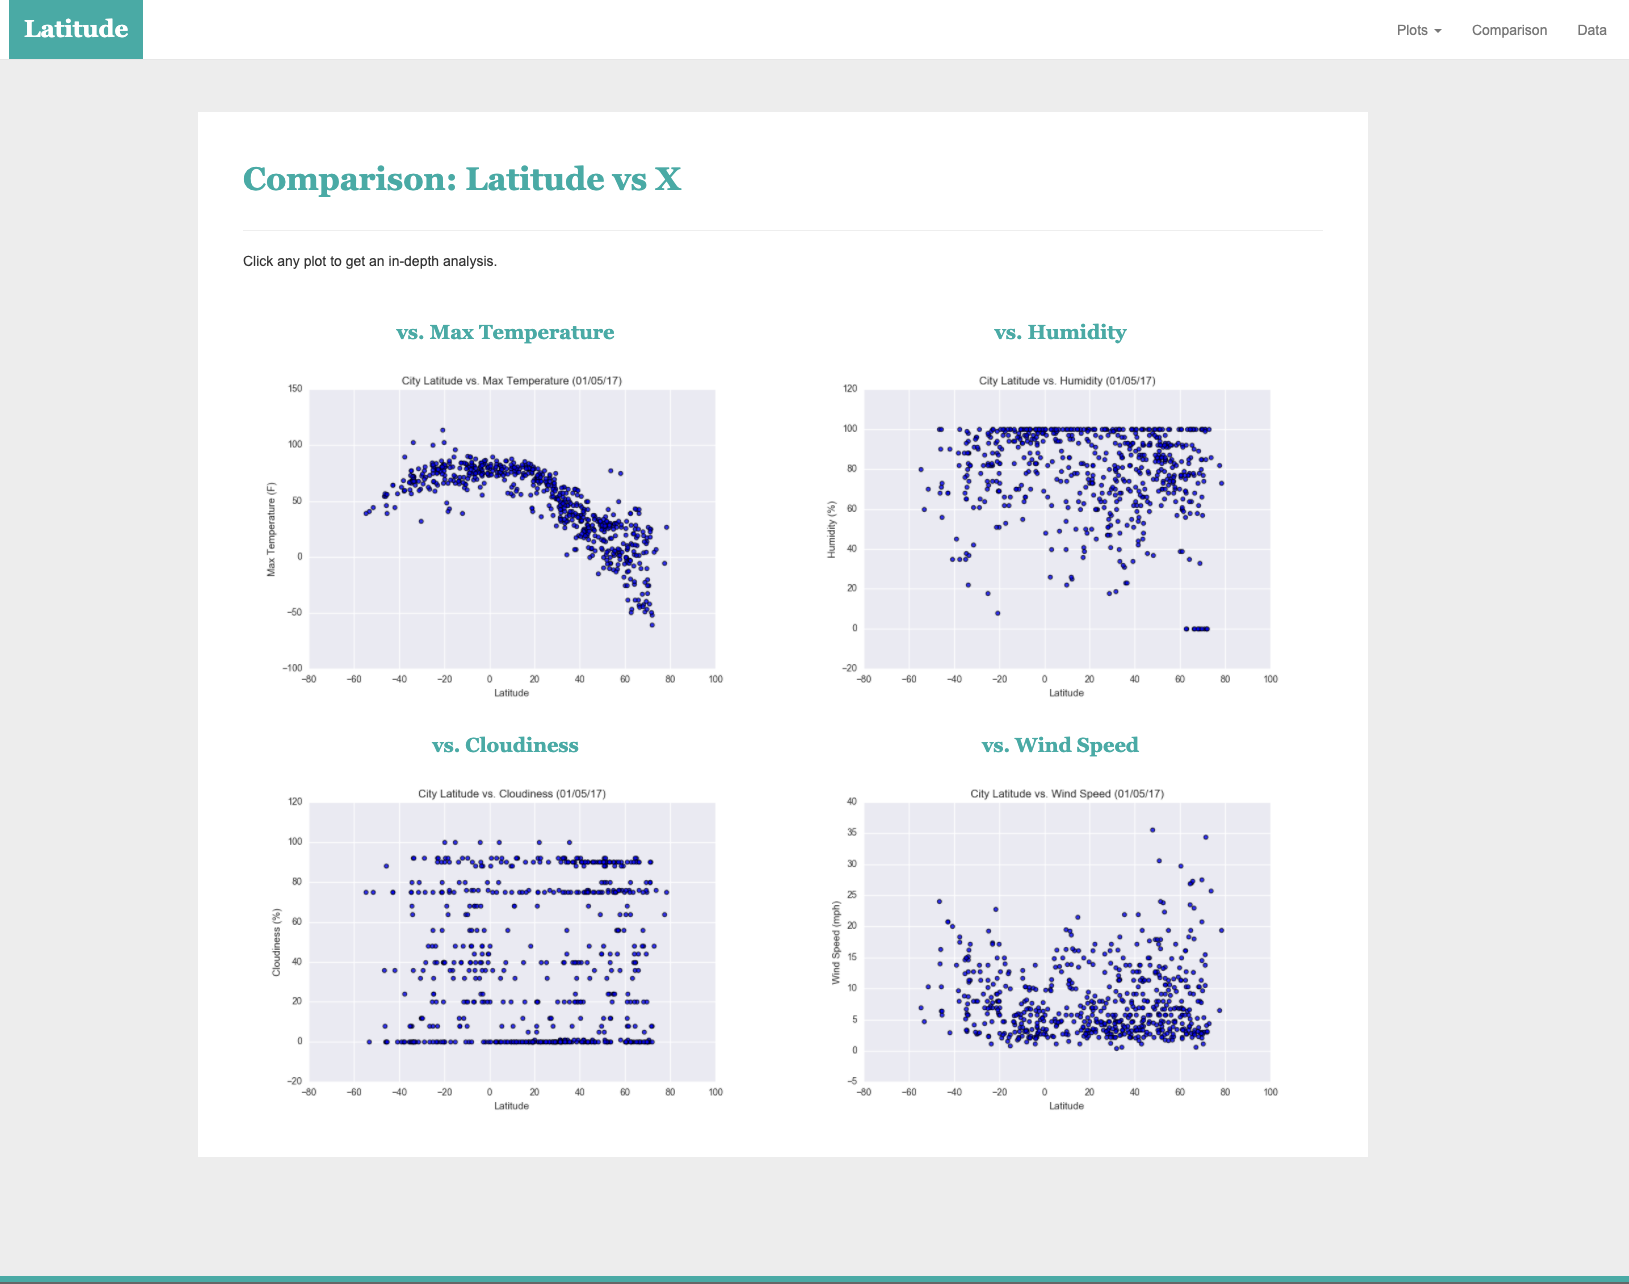 Latitude
Plots Comparison Data
Comparison: Latitude vs X
Click any plot to get an in-depth analysis.
vs. Max Temperature
City Latitude vs. Max Temperature (01/05/17)
150
100
50
0
−50
−100
Max Temperature (F)
−80 −60 −40 −20 0 20 40 60 80 100
Latitude
vs. Humidity
City Latitude vs. Humidity (01/05/17)
120
100
80
60
40
20
0
−20
Humidity (%)
−80 −60 −40 −20 0 20 40 60 80 100
Latitude
vs. Cloudiness
City Latitude vs. Cloudiness (01/05/17)
120
100
80
60
40
20
0
−20
Cloudiness (%)
−80 −60 −40 −20 0 20 40 60 80 100
Latitude
vs. Wind Speed
City Latitude vs. Wind Speed (01/05/17)
40
35
30
25
20
15
10
5
0
−5
Wind Speed (mph)
−80 −60 −40 −20 0 20 40 60 80 100
Latitude